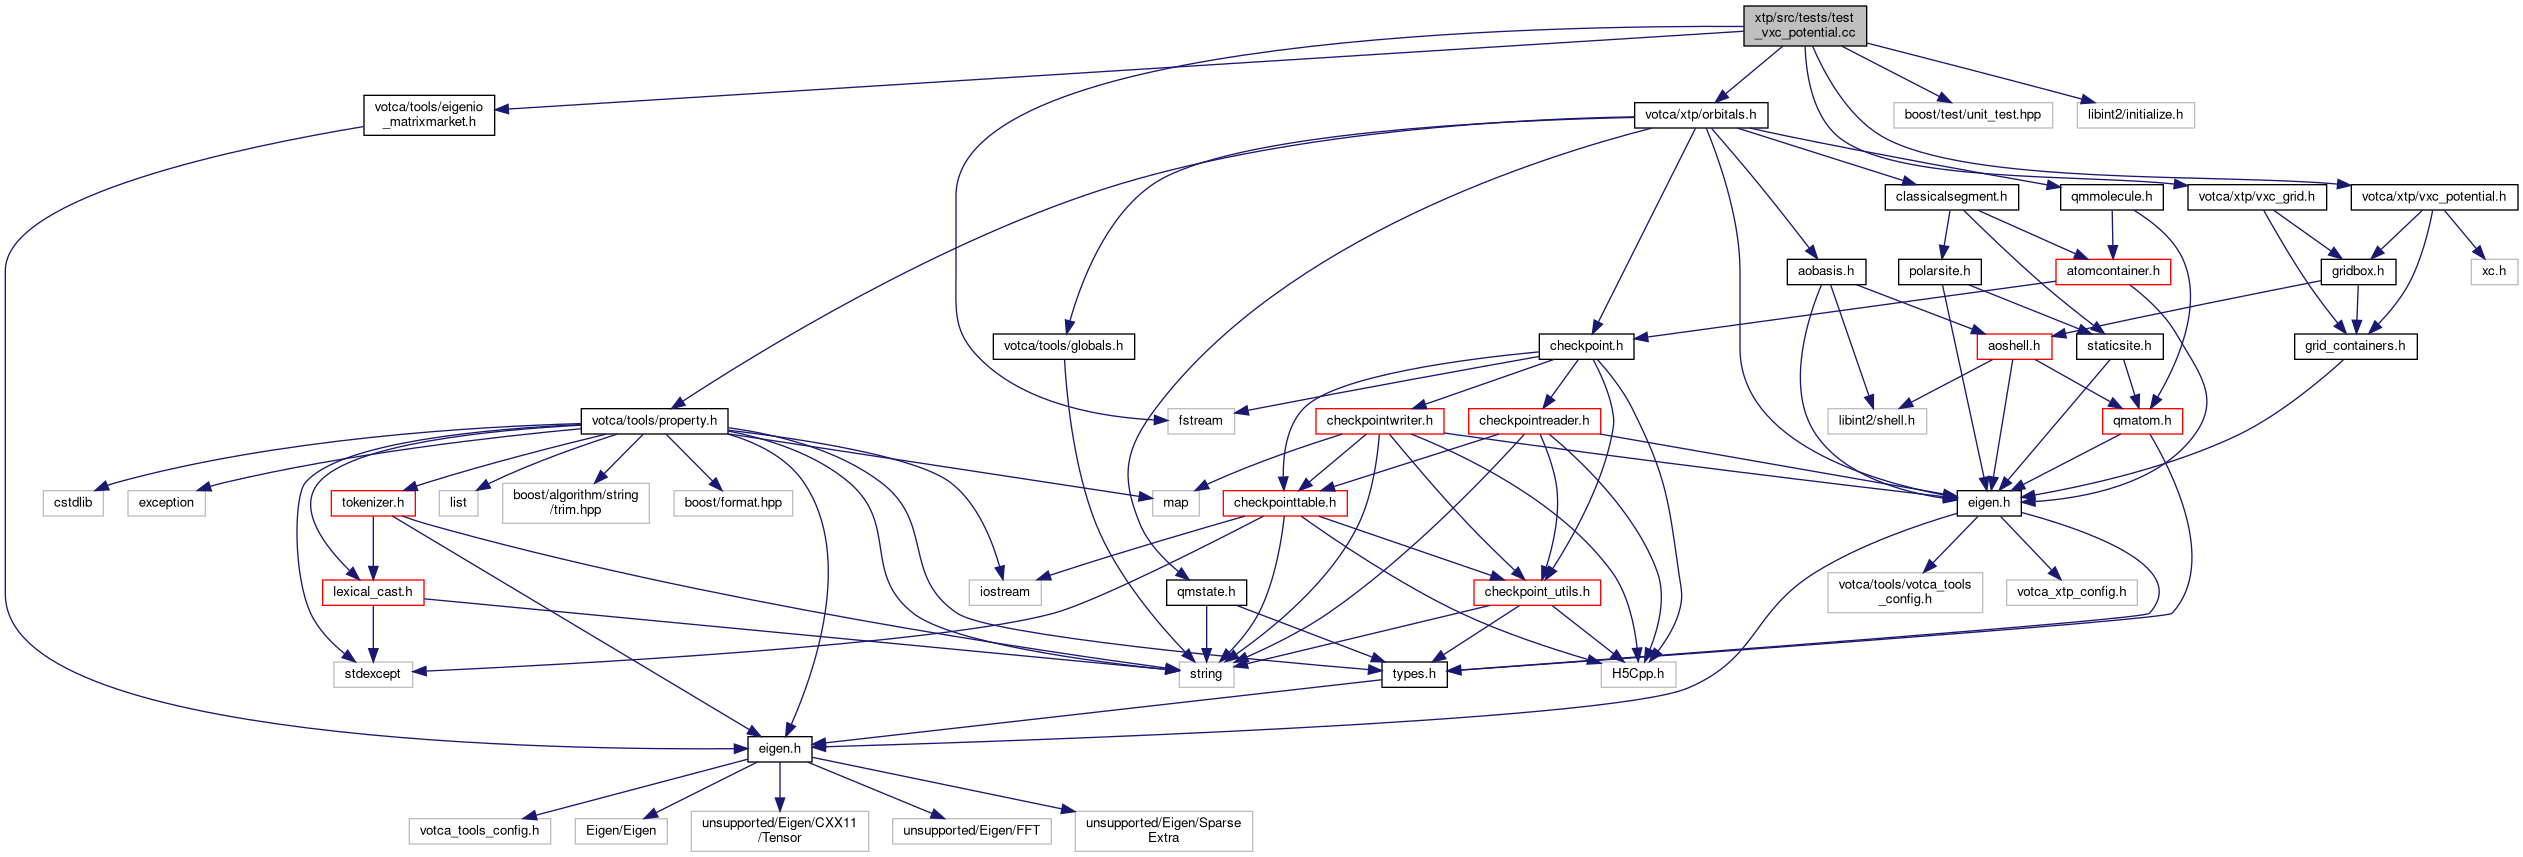 xtp/src/tests/test
_vxc_potential.cc
votca/tools/eigenio
_matrixmarket.h
votca/xtp/orbitals.h
boost/test/unit_test.hpp
libint2/initialize.h
classicalsegment.h
qmmolecule.h
votca/xtp/vxc_grid.h
votca/xtp/vxc_potential.h
aobasis.h
polarsite.h
atomcontainer.h
gridbox.h
xc.h
votca/tools/globals.h
checkpoint.h
aoshell.h
staticsite.h
grid_containers.h
votca/tools/property.h
fstream
checkpointwriter.h
checkpointreader.h
libint2/shell.h
qmatom.h
cstdlib
exception
tokenizer.h
list
boost/algorithm/string
/trim.hpp
boost/format.hpp
map
checkpointtable.h
eigen.h
lexical_cast.h
iostream
qmstate.h
checkpoint_utils.h
votca/tools/votca_tools
_config.h
votca_xtp_config.h
stdexcept
string
types.h
H5Cpp.h
eigen.h
votca_tools_config.h
Eigen/Eigen
unsupported/Eigen/CXX11
/Tensor
unsupported/Eigen/FFT
unsupported/Eigen/Sparse
Extra